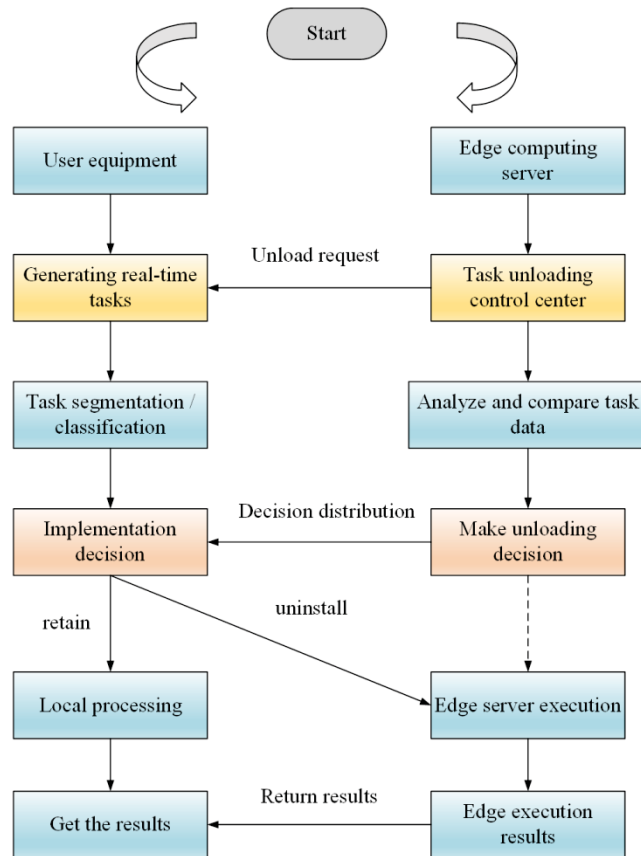 Start
User equipment
Edge computing
server
Unload request
Generating real-time
tasks
Task unloading
control center
Task segmentation /
classification
Analyze and compare task
data
Decision distribution
Implementation
decision
Make unloading
decision
retain
uninstall
Local processing
Edge server execution
Return results
Get the results
Edge execution
results